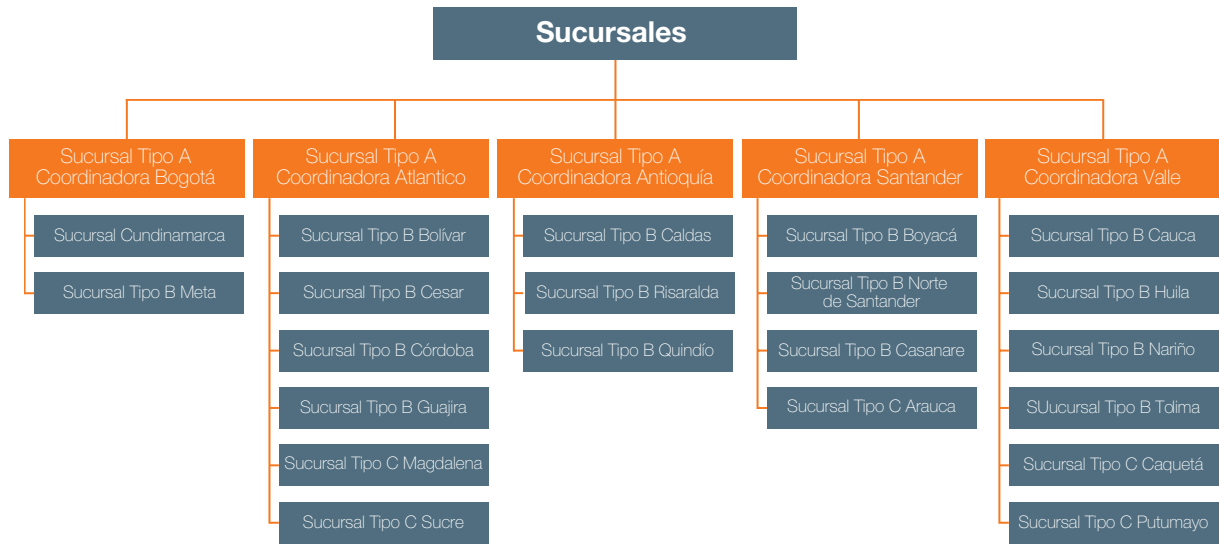 Sucursales
Sucursal Tipo A
Coordinadora Bogotá
Sucursal Cundinamarca
Sucursal Tipo B Meta
Sucursal Tipo A
Coordinadora Atlantico
Sucursal Tipo B Bolívar
Sucursal Tipo B Cesar
Sucursal Tipo B Córdoba
Sucursal Tipo B Guajira
Sucursal Tipo C Magdalena
Sucursal Tipo C Sucre
Sucursal Tipo A
Coordinadora Antioquía
Sucursal Tipo B Caldas
Sucursal Tipo B Risaralda
Sucursal Tipo B Quindío
Sucursal Tipo A
Coordinadora Santander
Sucursal Tipo B Boyacá
Sucursal Tipo B Norte
de Santander
Sucursal Tipo B Casanare
Sucursal Tipo C Arauca
Sucursal Tipo A
Coordinadora Valle
Sucursal Tipo B Cauca
Sucursal Tipo B Huila
Sucursal Tipo B Nariño
SUucursal Tipo B Tolima
Sucursal Tipo C Caquetá
Sucursal Tipo C Putumayo